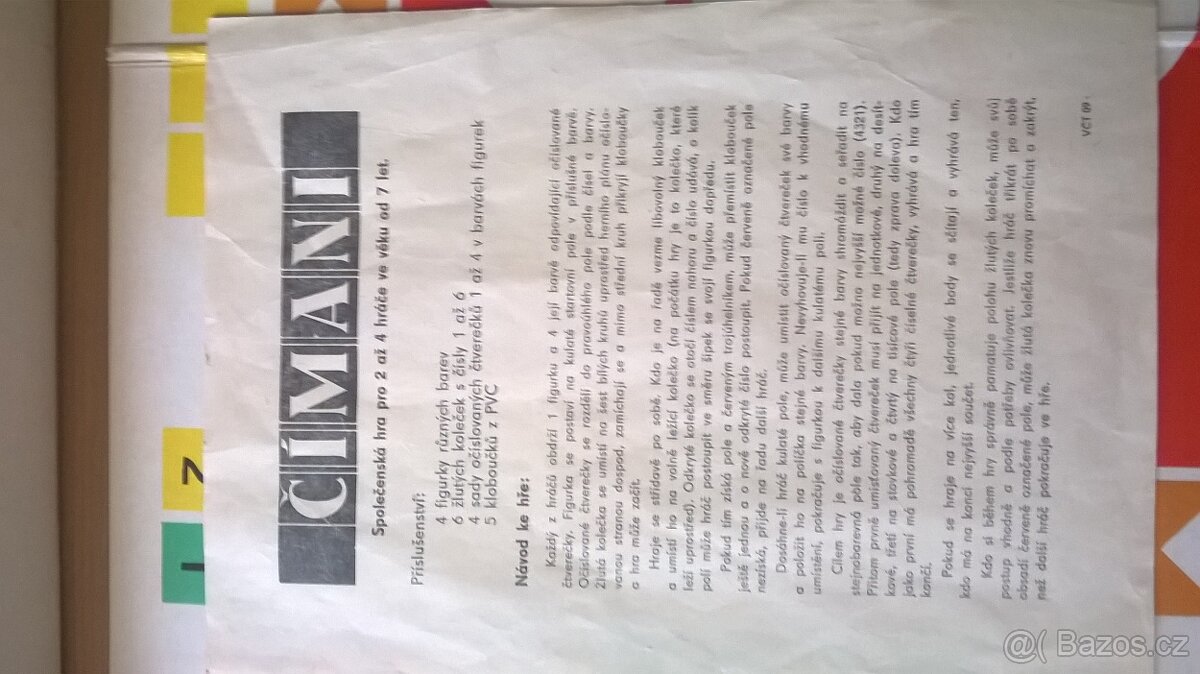 ČÍMANI
Společenská hra pro 2 až 4 hráče ve věku od 7 let.
Příslušenství:
4 figurky různých barev
6 žlutých koleček s čísly 1 až 6
4 sady očíslovaných čtverečků 1 až 4 v barvách figurek
5 kloboučků z PVC
Návod ke hře:
Každý z hráčů obdrží 1 figurku a 4 její barvě odpovídající očíslované
čtverečky. Figurka se postaví na kulaté startovní pole v příslušné barvě.
Očíslované čtverečky se rozdělí do pravoúhlého pole podle čísel a barvy.
Žlutá kolečka se umístí na šest bílých kruhů uprostřed herního plánu očíslo-
vanou stranou dospod, zamíchají se a mimo střední kruh přikryjí kloboučky
a hra může začít.
Hraje se střídavě po sobě. Kdo je na řadě vezme libovolný klobouček
a umístí ho na volně ležící kolečko (na počátku hry je to kolečko, které
leží uprostřed). Odkryté kolečko se otočí číslem nahoru a číslo udává, o kolik
polí může hráč postoupit ve směru šipek se svojí figurkou dopředu.
Pokud tím získá pole a červeným trojúhelníkem, může přemístit klobouček
ještě jednou a o nově odkryté číslo postoupit. Pokud červeně označené pole
nezíská, přijde na řadu další hráč.
Dosáhne-lí hráč kulaté pole, může umístit očíslovaný čtvereček své barvy
a položit ho na políčka stejné barvy. Nevyhovuje-lí mu číslo k vhodnému
umístění, pokračuje s figurkou k dalšímu kulatému poli.
Cílem hry je očíslované čtverečky stejné barvy shromáždit a seřadit na
stejnobarevná pole tak, aby dala pokud možno nejvyšší možné číslo (4321).
Přitom prvně umisťovaný čtvereček musí přijít na jednotkové, druhý na desít-
kové, třetí na stovkové a čtvrtý na tisícové pole (tedy zprava doleva). Kdo
jako první má pohromadě všechny čtyři číselné čtverečky, vyhrává a hra tím
končí.
Pokud se hraje na více kol, jednotlivé body se sčítají a vyhrává ten,
kdo má na konci nejvyšší součet.
Kdo si během hry správně pamatuje polohu žlutých koleček, může svůj
postup vhodně a podle potřeby ovlivňovat. Jestliže hráč třikrát po sobě
obsadí červeně označené pole, může žlutá kolečka znovu promíchat a zakrýt,
než další hráč pokračuje ve hře.
VCT 09
1
7
@( Bazos.cz